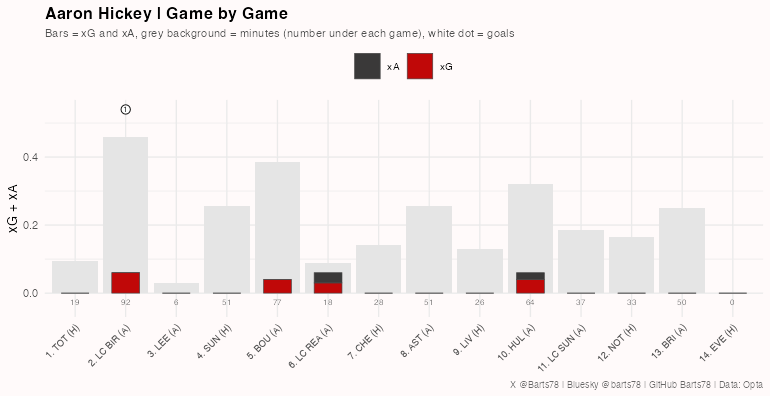 Aaron Hickey | Game by Game
Bars = xG and xA, grey background = minutes (number under each game), white dot = goals
xA xG
1
xG + xA
0.4
0.2
0.0
19 92 6 51 77 18 28 51 26 64 37 33 50 0
1. TOT (H)
2. LC BIR (A)
3. LEE (A)
4. SUN (H)
5. BOU (A)
6. LC REA (A)
7. CHE (H)
8. AST (A)
9. LIV (H)
10. HUL (A)
11. LC SUN (A)
12. NOT (H)
13. BRI (A)
14. EVE (H)
X @Barts78 | Bluesky @barts78 | GitHub Barts78 | Data: Opta